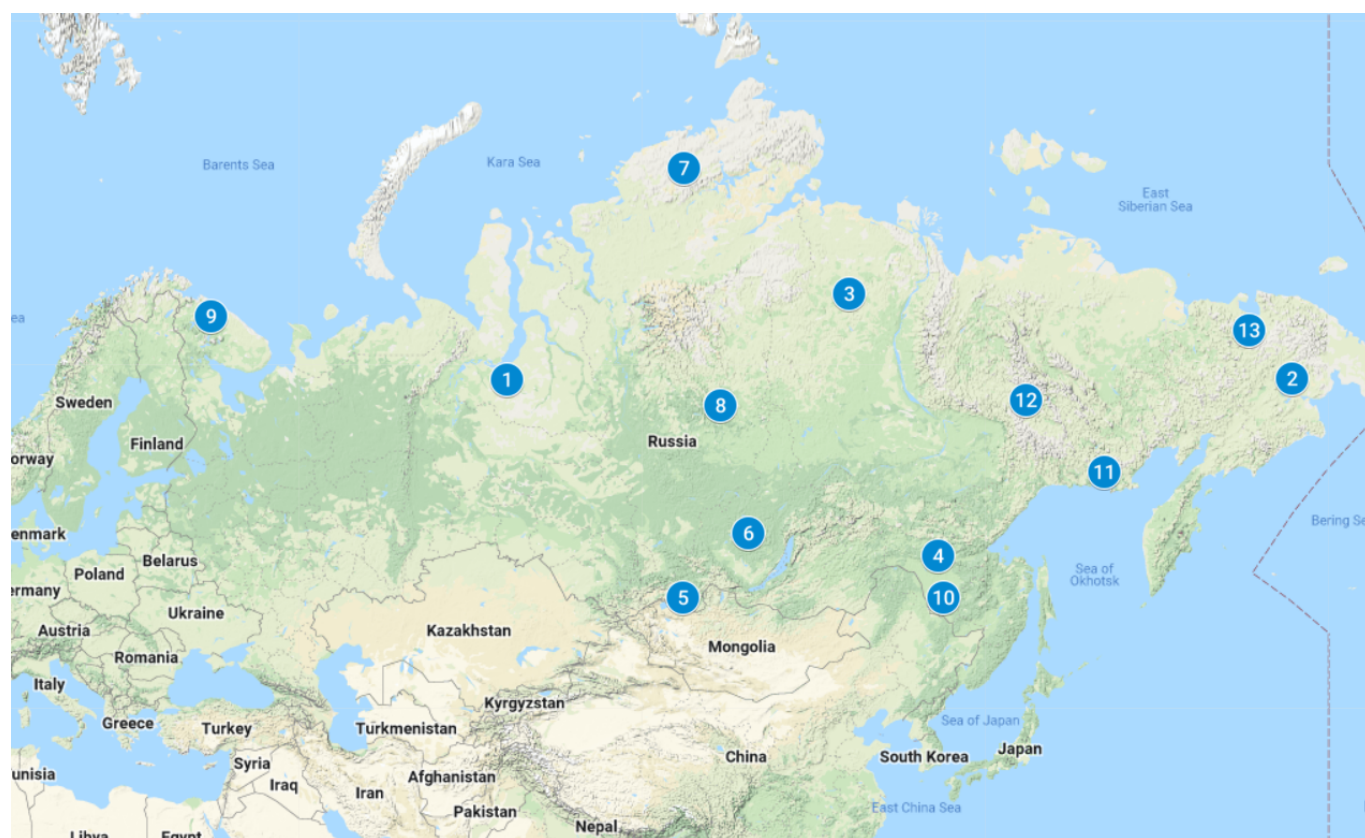 Barents Sea
Kara Sea
7
East
Siberian Sea
3
9
13
1
2
12
Sweden
8
Russia
Finland
orway
11
Bering Se
6
enmark
4
Belarus
Poland
Sea of
Okhotsk
ermany
5
10
Ukraine
Austria
Kazakhstan
Mongolia
Romania
Italy
Kyrgyzstan
Greece
Turkey
Turkmenistan
Sea of Japan
South Korea
Japan
China
Syria
Afghanistan
unisia
Iraq
Iran
Pakistan
East China Sea
Nepal
Libya
Egypt
ea